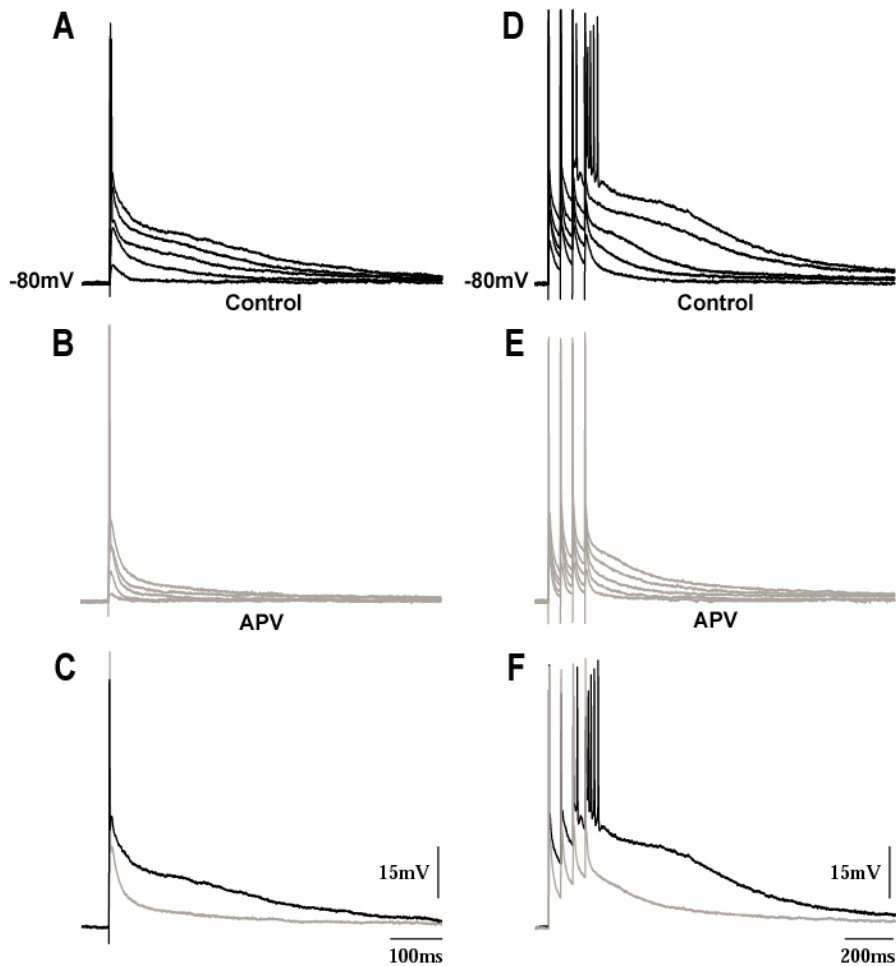 A
D
-80mV
-80mV
Control
Control
B
E
APV
APV
C
F
15mV
15mV
100ms
200ms